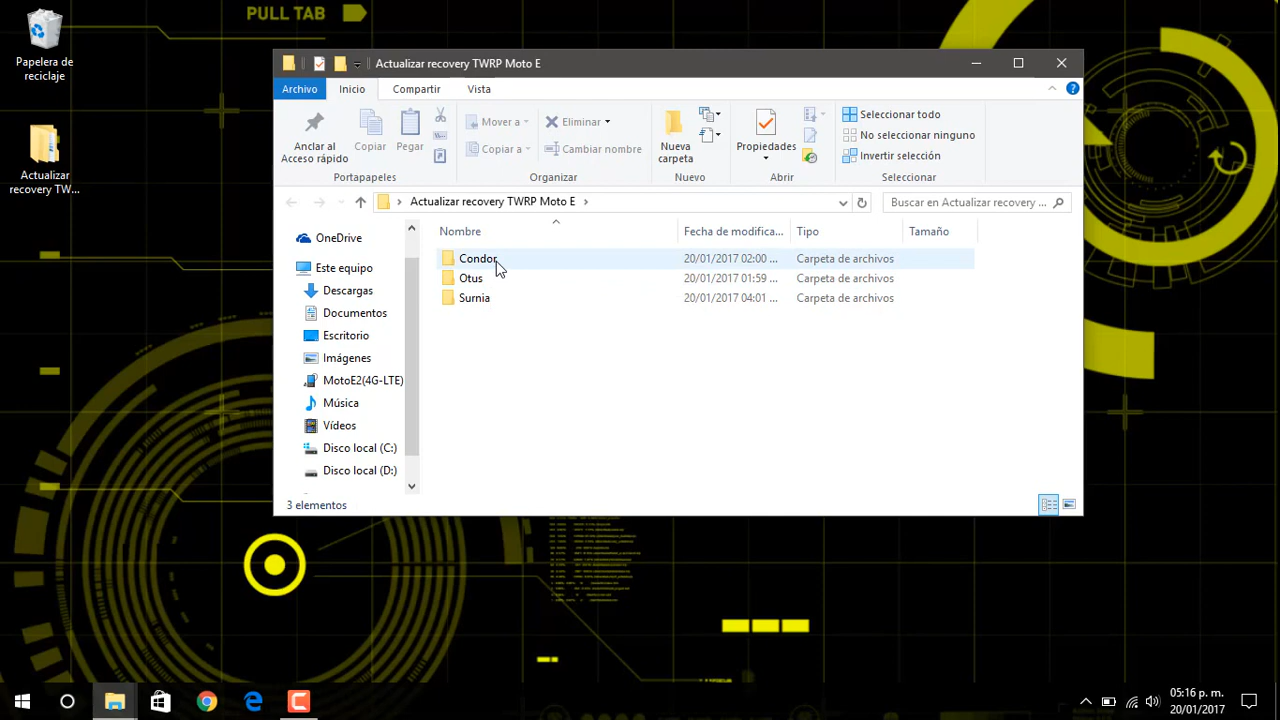 PULL TAB
Papelera de
reciclaje
Actualizar
recovery TW...
Actualizar recovery TWRP Moto E
Archivo Inicio Compartir Vista
Anclar al
Acceso rápido
Copiar
Pegar
Portapapeles
Mover a
Copiar a
Eliminar
Cambiar nombre
Organizar
Nueva
carpeta
Nuevo
Propiedades
Abrir
Seleccionar todo
No seleccionar ninguno
Invertir selección
Seleccionar
Actualizar recovery TWRP Moto E
Buscar en Actualizar recovery ...
OneDrive
Este equipo
Descargas
Documentos
Escritorio
Imágenes
MotoE2(4G-LTE)
Música
Vídeos
Disco local (C:)
Disco local (D:)
Nombre Fecha de modifica... Tipo Tamaño
Condor 20/01/2017 02:00 ... Carpeta de archivos
Otus 20/01/2017 01:59 ... Carpeta de archivos
Surnia 20/01/2017 04:01 ... Carpeta de archivos
3 elementos
05:16 p. m.
20/01/2017